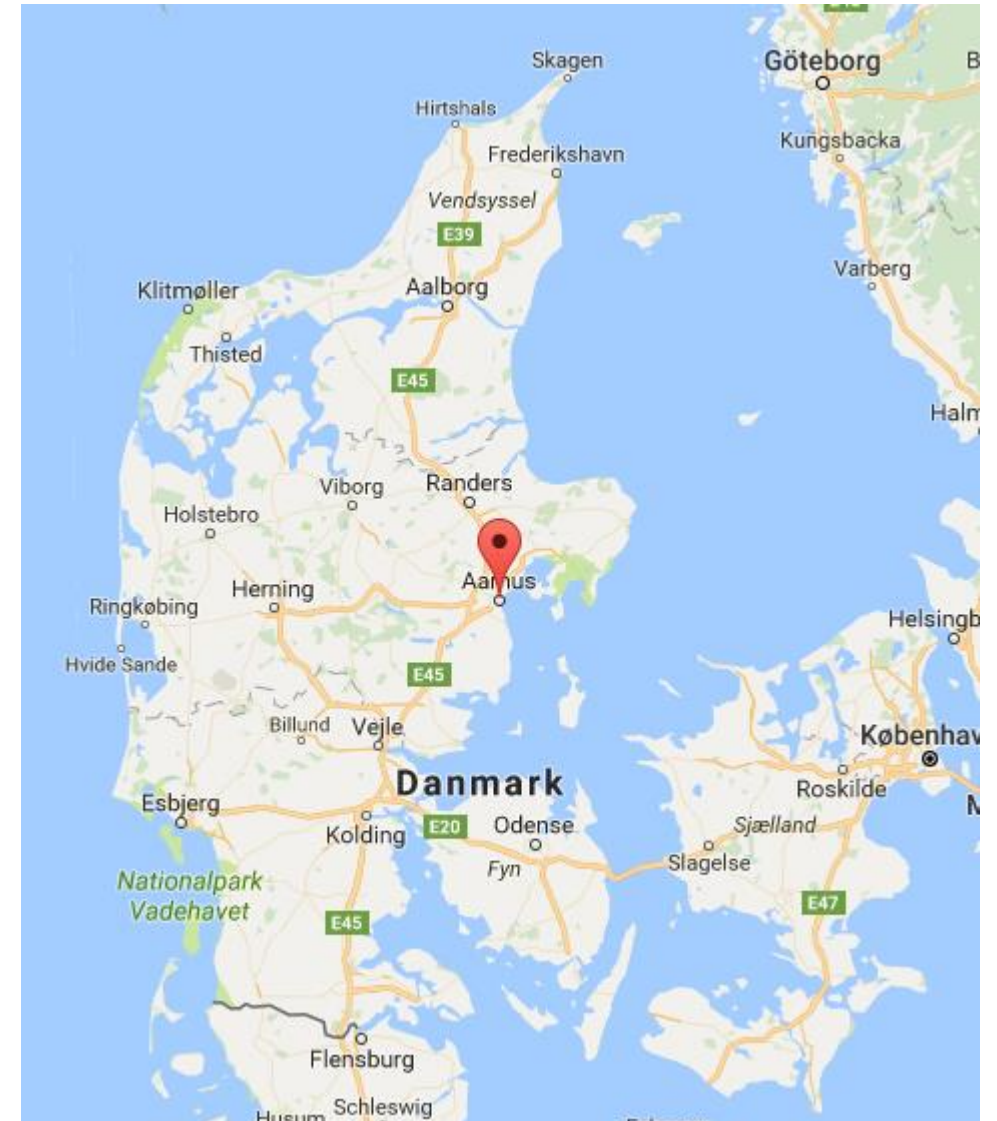 Skagen
Göteborg
B
Hirtshals
Kungsbacka
Frederikshavn
Vendsyssel
E39
Varberg
Klitmøller
Aalborg
Thisted
E45
Halm
Viborg
Randers
Holstebro
Aarhus
Herning
Ringkøbing
Helsingb
Hvide Sande
E45
Billund
Vejle
Københav
Danmark
Roskilde
Esbjerg
M
Kolding
E20
Odense
Sjælland
Slagelse
Fyn
Nationalpark
Vadehavet
E45
E47
Flensburg
Schleswig
Husum